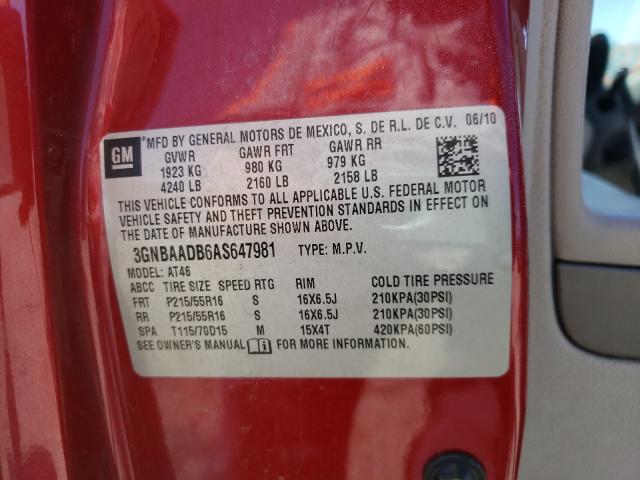 GM *MFD BY GENERAL MOTORS DE MEXICO, S. DE R.L. DE C.V. 06/10
GVWR GAWR FRT GAWR RR
1923 KG 980 KG 979 KG
4240 LB 2160 LB 2158 LB
THIS VEHICLE CONFORMS TO ALL APPLICABLE U.S. FEDERAL MOTOR
VEHICLE SAFETY AND THEFT PREVENTION STANDARDS IN EFFECT ON
THE DATE OF MANUFACTURE SHOWN ABOVE.
3GNBAADB6AS647981 TYPE: M.P.V.
MODEL: AT46
ABCC TIRE SIZE SPEED RTG RIM COLD TIRE PRESSURE
FRT P215/55R16 S 16X6.5J 210KPA(30PSI)
RR P215/55R16 S 16X6.5J 210KPA(30PSI)
SPA T115/70D15 M 15X4T 420KPA(60PSI)
SEE OWNER'S MANUAL FOR MORE INFORMATION.